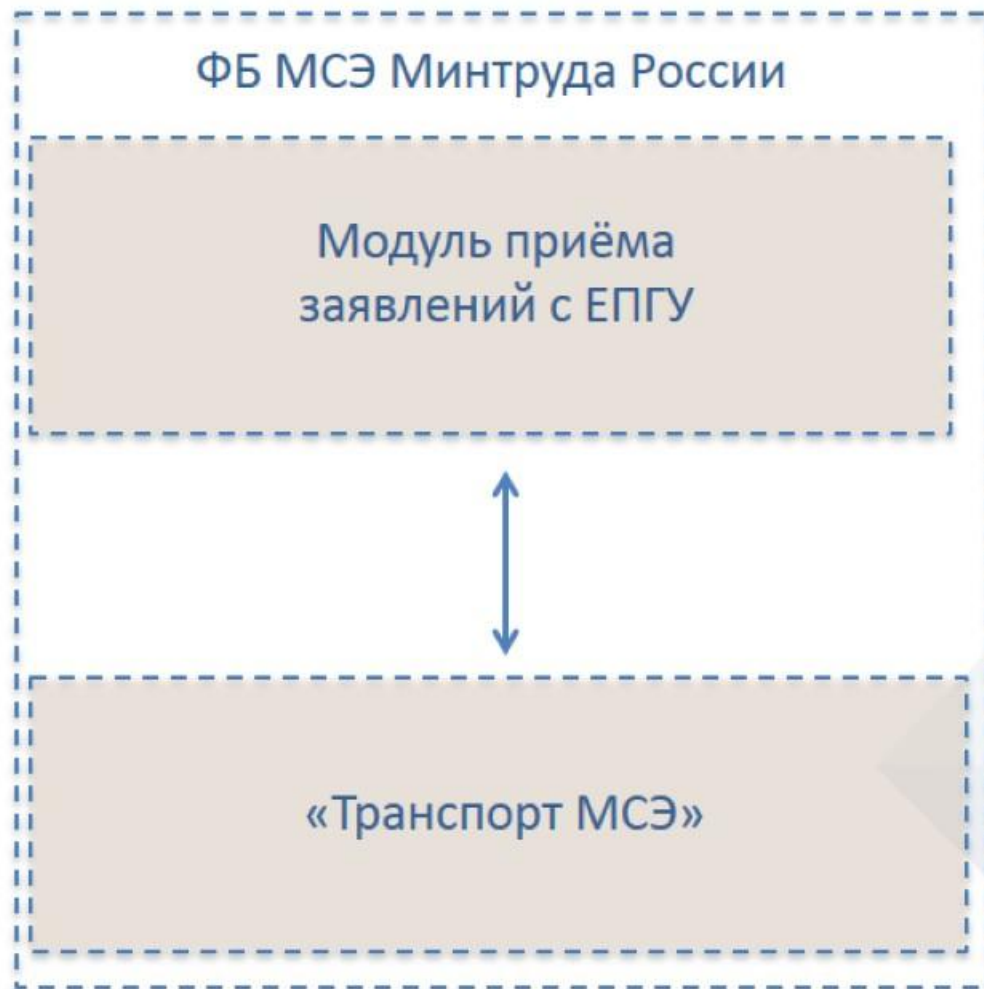 ФБ МСЭ Минтруда России
Модуль приёма
заявлений с ЕПГУ
«Транспорт МСЭ»